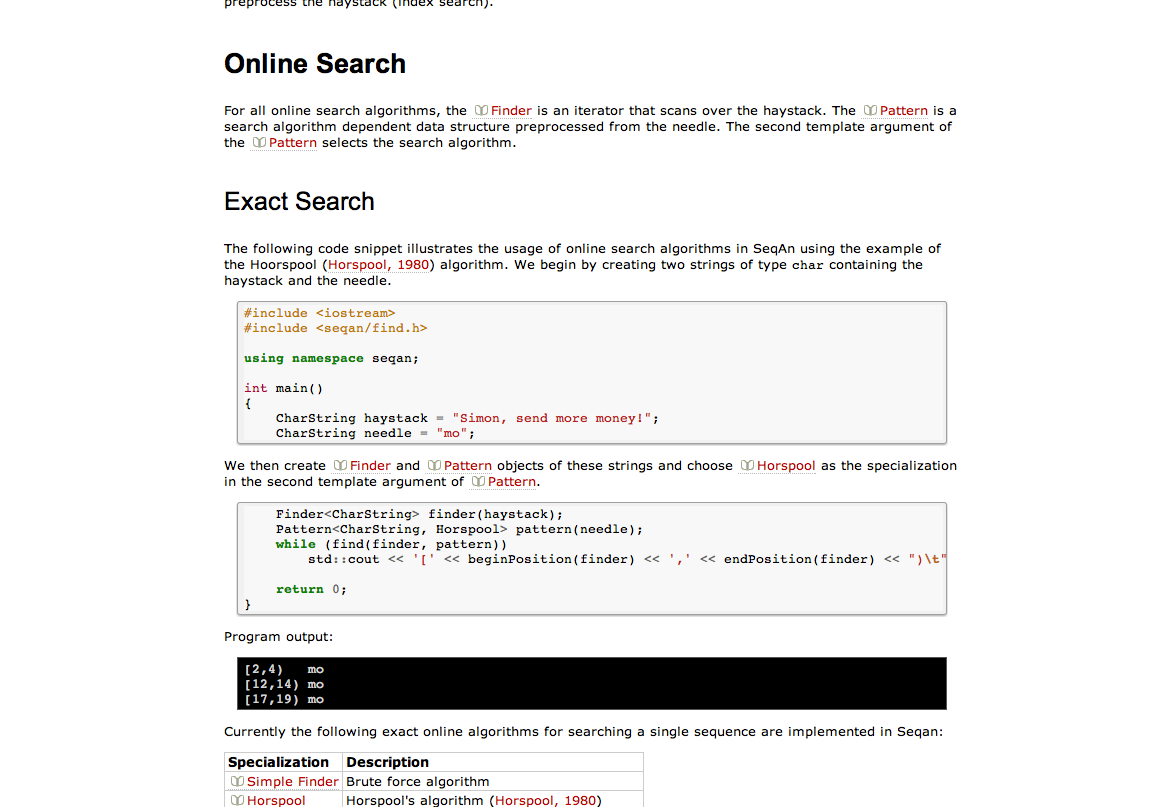 preprocess the haystack (index search).
Online Search
For all online search algorithms, the Finder is an iterator that scans over the haystack. The Pattern is a
search algorithm dependent data structure preprocessed from the needle. The second template argument of
the Pattern selects the search algorithm.
Exact Search
The following code snippet illustrates the usage of online search algorithms in SeqAn using the example of
the Hoorspool (Horspool, 1980) algorithm. We begin by creating two strings of type char containing the
haystack and the needle.
#include <iostream>
#include <seqan/find.h>
using namespace seqan;
int main()
{
CharString haystack = "Simon, send more money!";
CharString needle = "mo";
We then create Finder and Pattern objects of these strings and choose Horspool as the specialization
in the second template argument of Pattern.
Finder<CharString> finder(haystack);
Pattern<CharString, Horspool> pattern(needle);
while (find(finder, pattern))
std::cout << '[' << beginPosition(finder) << ',' << endPosition(finder) << ")\t"
return 0;
}
Program output:
[2,4) mo
[12,14) mo
[17,19) mo
Currently the following exact online algorithms for searching a single sequence are implemented in Seqan:
Specialization Description
Simple Finder Brute force algorithm
Horspool Horspool's algorithm (Horspool, 1980)